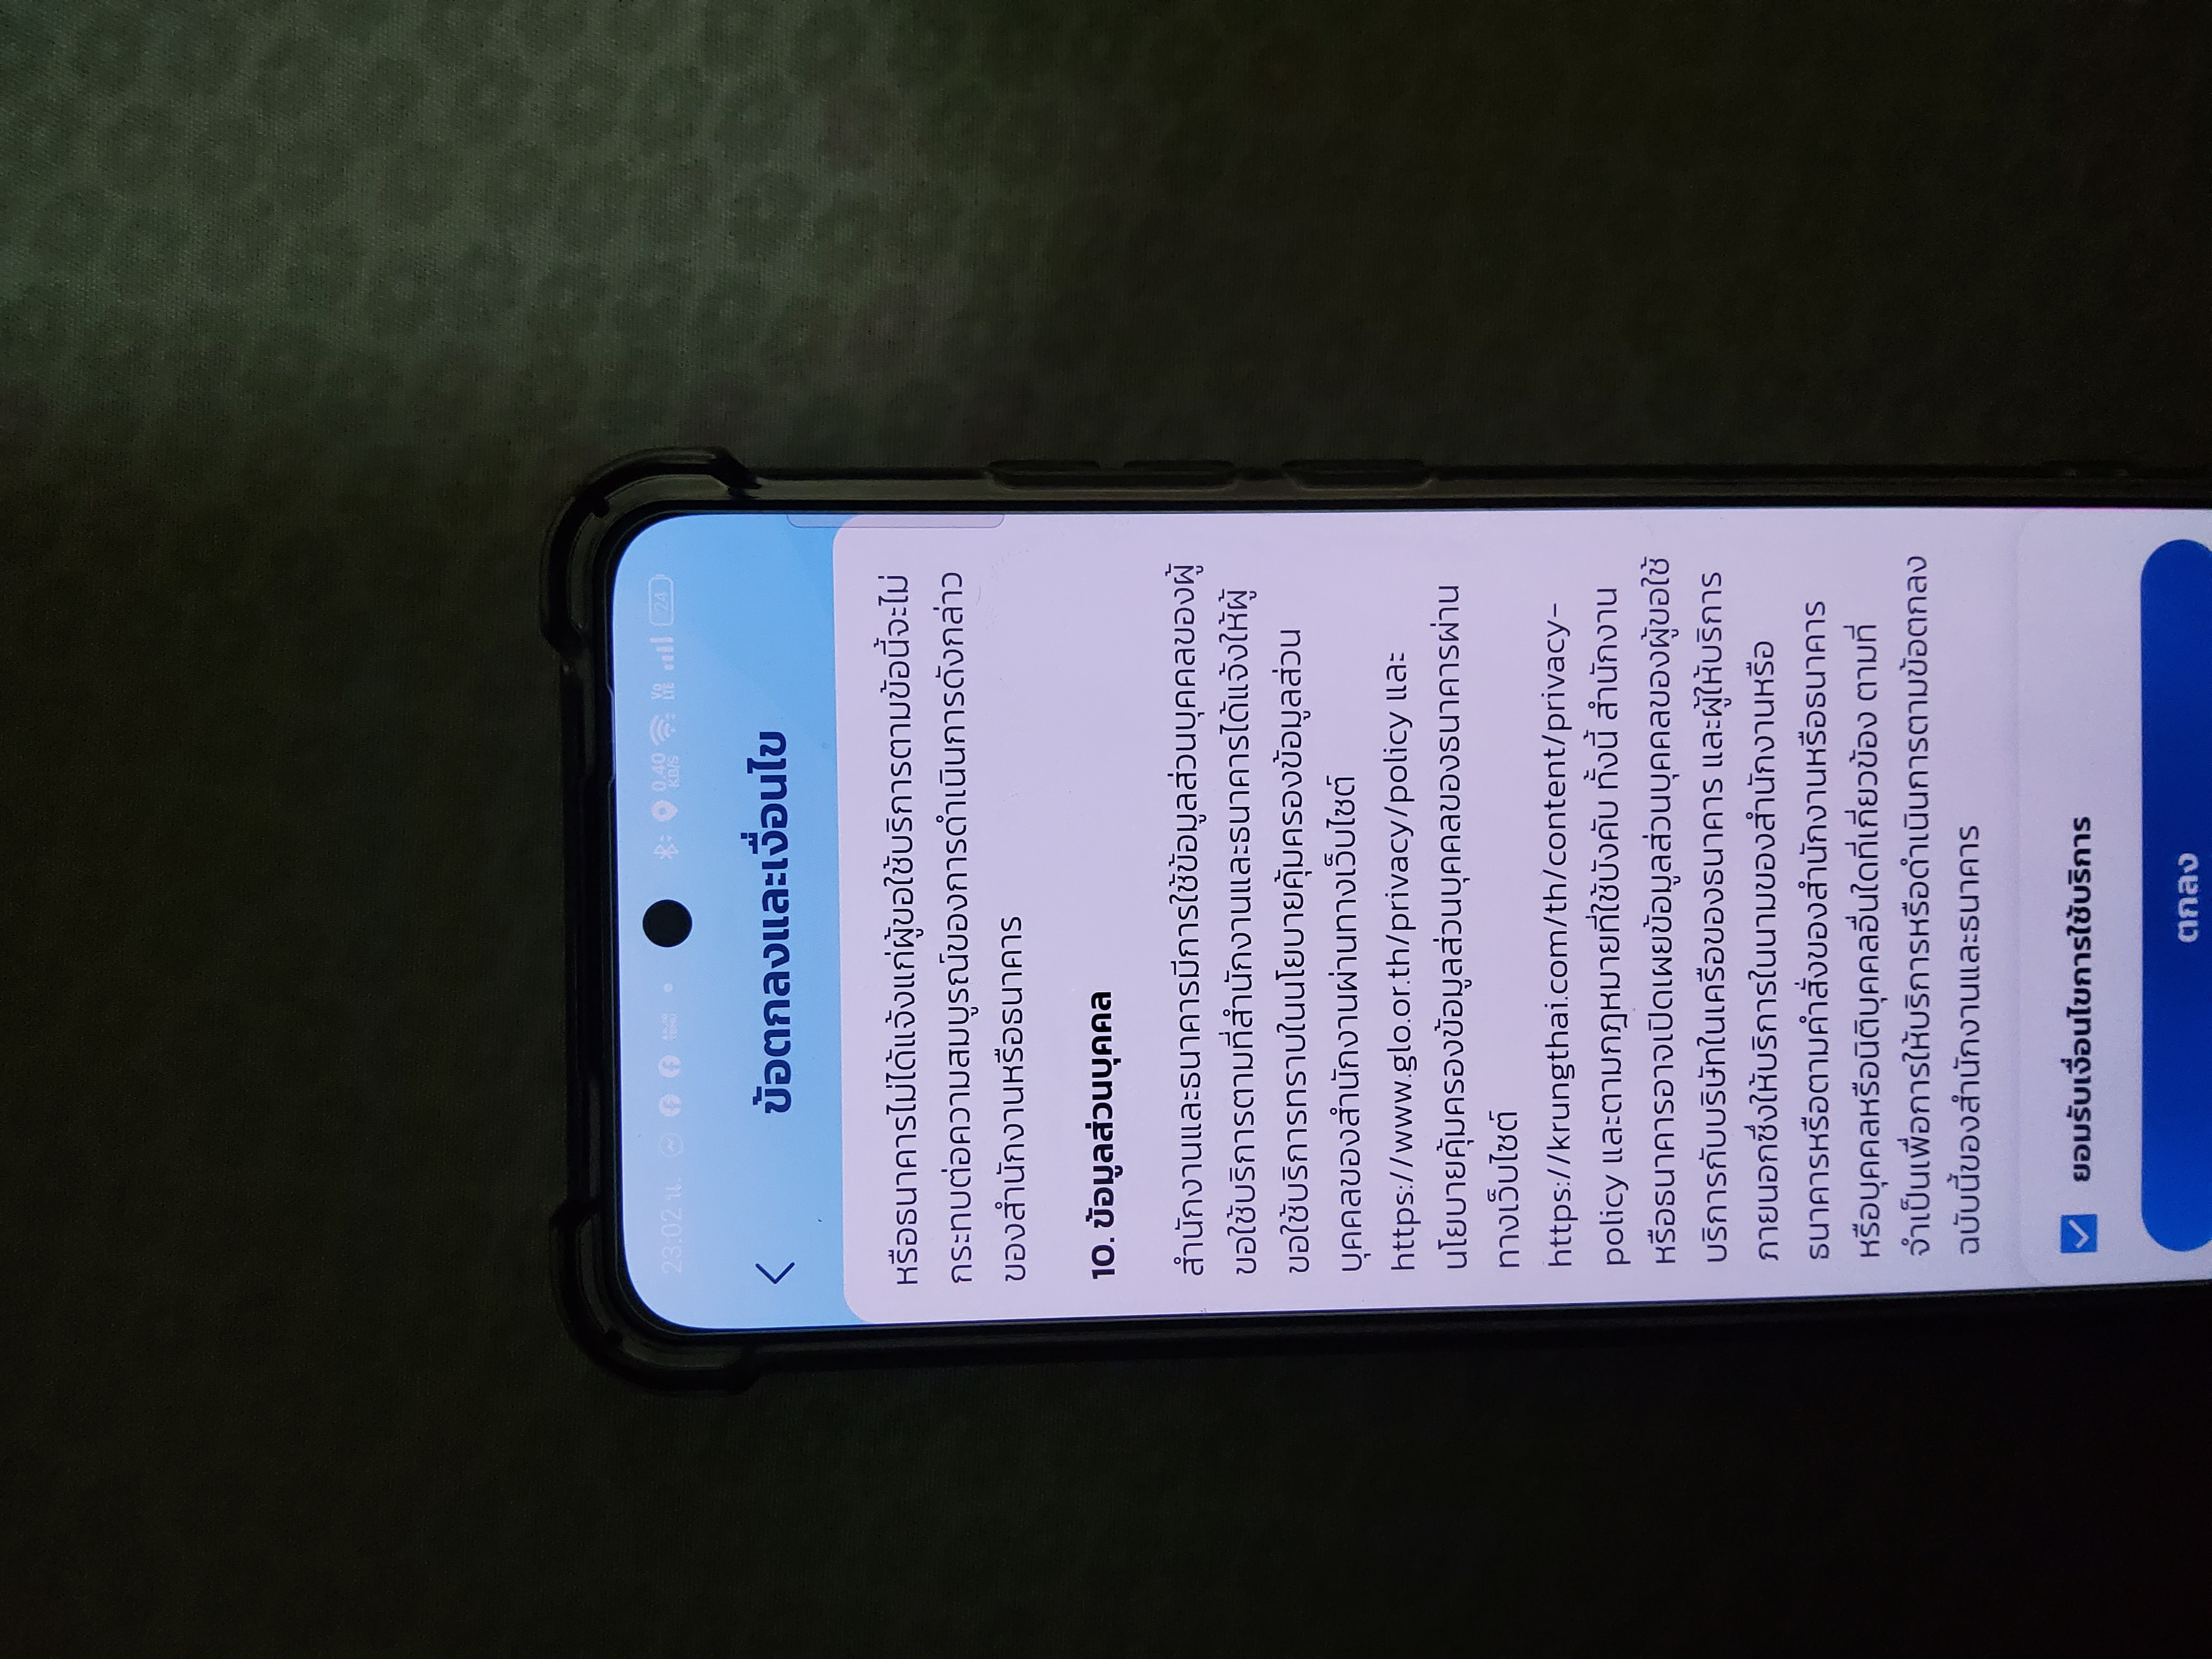 23.02 น.
0.40
KB/S
Vo
LTE
24
ข้อตกลงและเงื่อนไข
หรือธนาคารไม่ได้แจ้งแก่ผู้ขอใช้บริการตามข้อนี้จะไม่
กระทบต่อความสมบูรณ์ของการดำเนินการดังกล่าว
ของสำนักงานหรือธนาคาร
10. ข้อมูลส่วนบุคคล
สำนักงานและธนาคารมีการใช้ข้อมูลส่วนบุคคลของผู้
ขอใช้บริการตามที่สำนักงานและธนาคารได้แจ้งให้ผู้
ขอใช้บริการทราบในนโยบายคุ้มครองข้อมูลส่วน
บุคคลของสำนักงานผ่านทางเว็บไซต์
https://www.glo.or.th/privacy/policy และ
นโยบายคุ้มครองข้อมูลส่วนบุคคลของธนาคารผ่าน
ทางเว็บไซต์
https://krungthai.com/th/content/privacy-
policy และตามกฎหมายที่ใช้บังคับ ทั้งนี้ สำนักงาน
หรือธนาคารอาจเปิดเผยข้อมูลส่วนบุคคลของผู้ขอใช้
บริการกับบริษัทในเครือของธนาคาร และผู้ให้บริการ
ภายนอกซึ่งให้บริการในนามของสำนักงานหรือ
ธนาคารหรือตามคำสั่งของสำนักงานหรือธนาคาร
หรือบุคคลหรือนิติบุคคลอื่นใดที่เกี่ยวข้อง ตามที่
จำเป็นเพื่อการให้บริการหรือดำเนินการตามข้อตกลง
ฉบับนี้ของสำนักงานและธนาคาร
ยอมรับเงื่อนไขการใช้บริการ
ตกลง